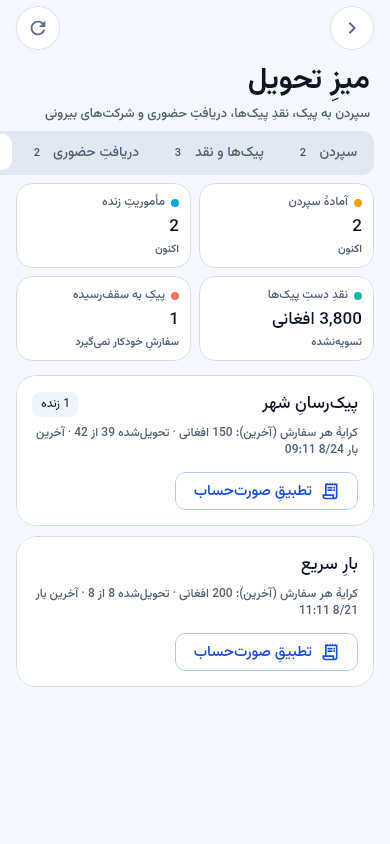 میزِ تحویل
سپردن به پیک، نقدِ پیک‌ها، دریافتِ حضوری و شرکت‌های بیرونی
سپردن 2 پیک‌ها و نقد 3 دریافتِ حضوری 2
آمادهٔ سپردن
2
اکنون
مأموریتِ زنده
2
اکنون
نقدِ دستِ پیک‌ها
3,800 افغانی
تسویه‌نشده
پیکِ به سقف‌رسیده
1
سفارشِ خودکار نمی‌گیرد
پیک‌رسانِ شهر
1 زنده
کرایهٔ هر سفارش (آخرین): 150 افغانی · تحویل‌شده 39 از 42 · آخرین
بار 8/24 09:11
تطبیقِ صورت‌حساب
بارِ سریع
کرایهٔ هر سفارش (آخرین): 200 افغانی · تحویل‌شده 8 از 8 · آخرین بار
8/21 11:11
تطبیقِ صورت‌حساب